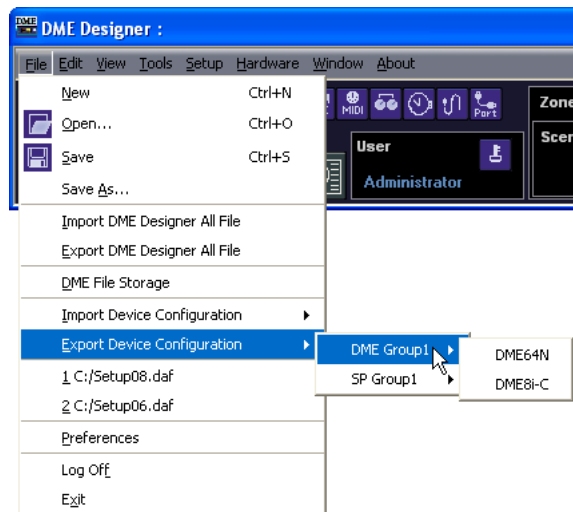 DME Designer :
File Edit View Tools Setup Hardware Window About
New Ctrl+N
Open... Ctrl+O
Save Ctrl+S
Save As...
Import DME Designer All File
Export DME Designer All File
DME File Storage
Import Device Configuration
Export Device Configuration
1 C:/Setup08.daf
2 C:/Setup06.daf
Preferences
Log Off
Exit
MIDI
Port
Zone
User
Administrator
DME Group1
SP Group1
DME64N
DME8i-C